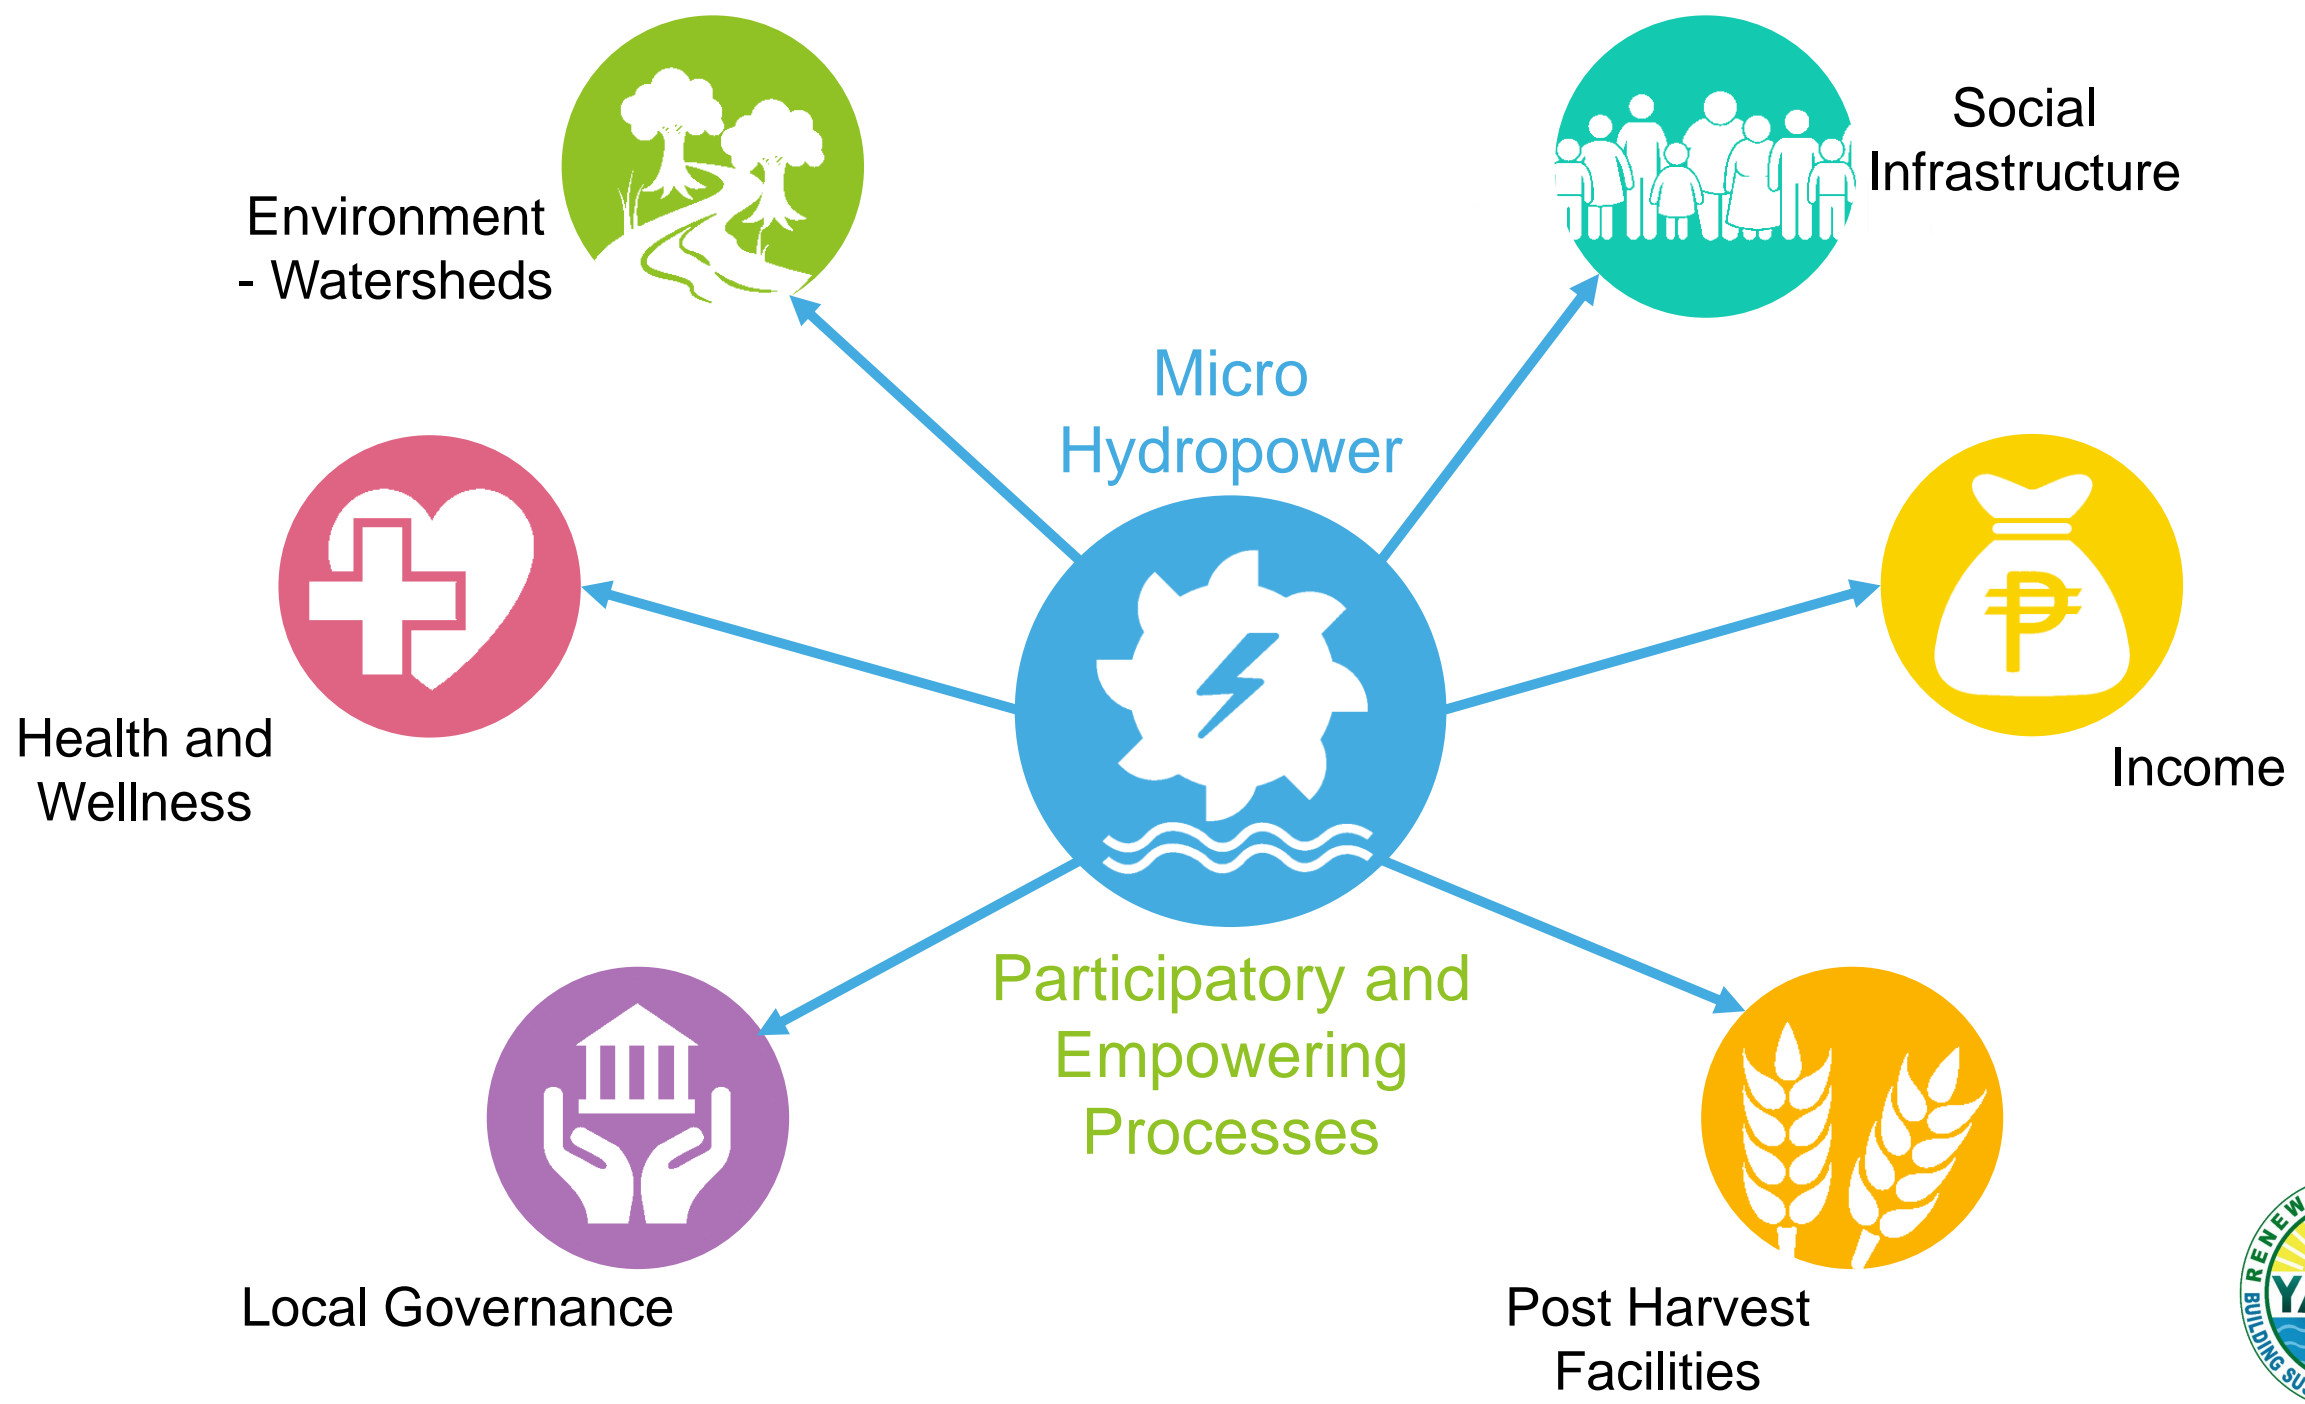 Social
Infrastructure
Environment
- Watersheds
Micro
Hydropower
Health and
Wellness
Income
Participatory and
Empowering
Processes
Local Governance
Post Harvest
Facilities
BUILDING